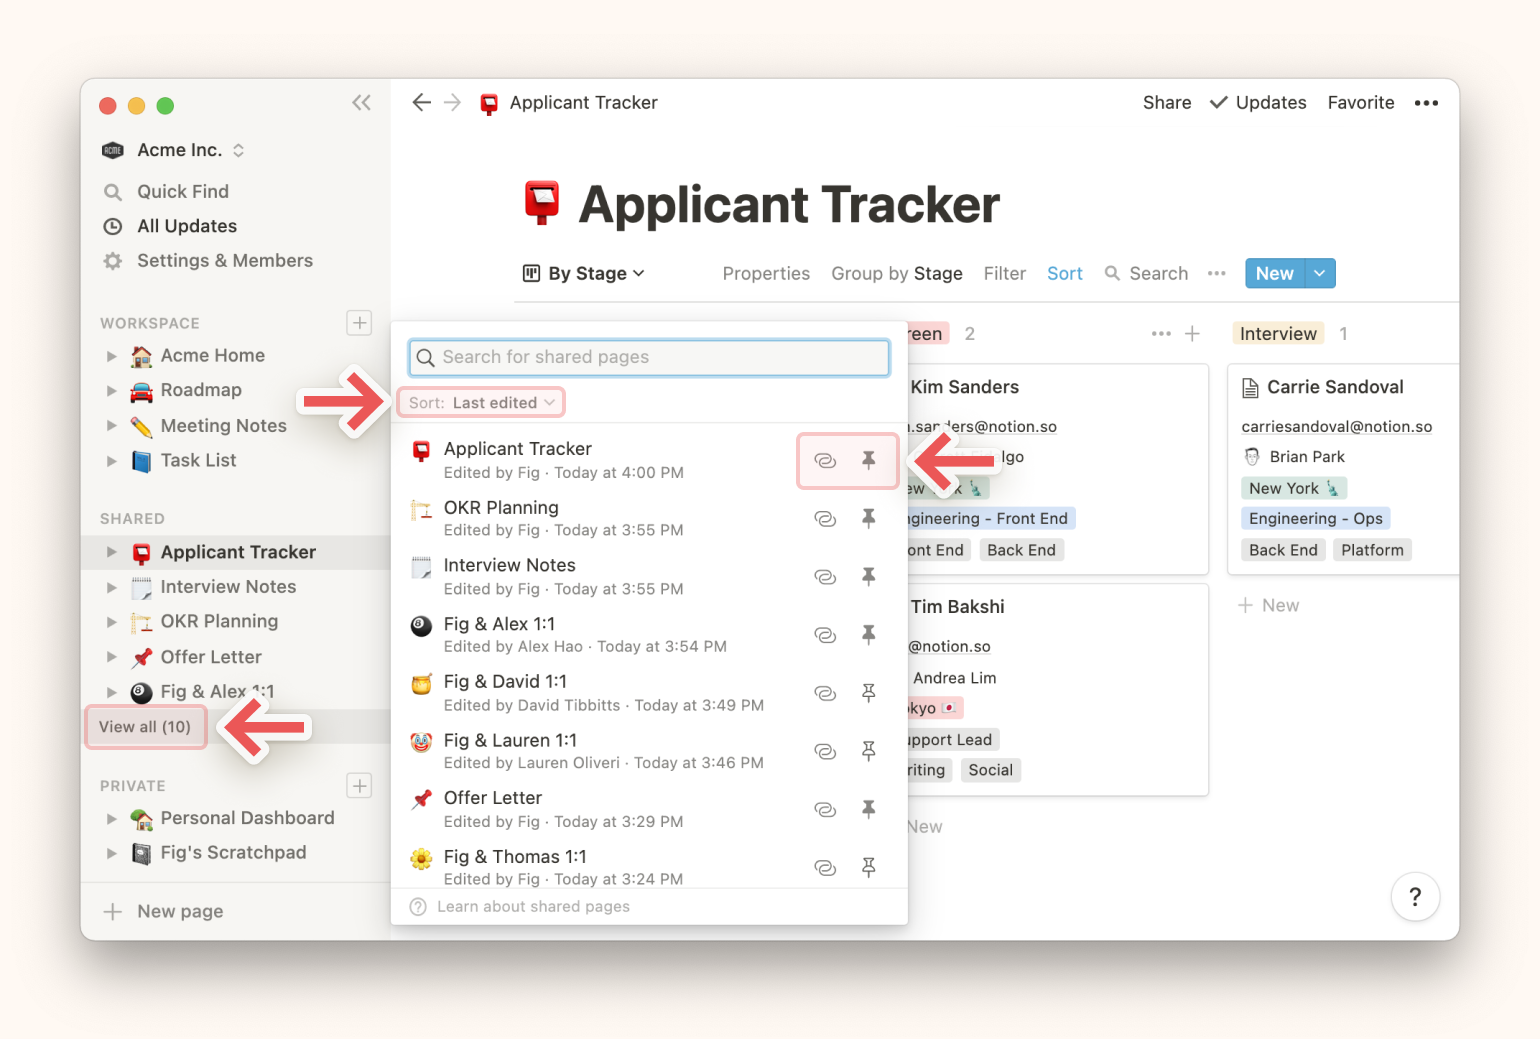 Acme Inc.
Quick Find
All Updates
Settings & Members
WORKSPACE
Acme Home
Roadmap
Meeting Notes
Task List
SHARED
Applicant Tracker
Interview Notes
OKR Planning
Offer Letter
Fig & Alex 1:1
View all (10)
PRIVATE
Personal Dashboard
Fig's Scratchpad
New page
Applicant Tracker
Share
Updates
Favorite
Applicant Tracker
By Stage
Properties
Group by Stage
Filter
Sort
Search
New
Search for shared pages
Sort: Last edited
Applicant Tracker
Edited by Fig · Today at 4:00 PM
OKR Planning
Edited by Fig · Today at 3:55 PM
Interview Notes
Edited by Fig · Today at 3:55 PM
Fig & Alex 1:1
Edited by Alex Hao · Today at 3:54 PM
Fig & David 1:1
Edited by David Tibbitts · Today at 3:49 PM
Fig & Lauren 1:1
Edited by Lauren Oliveri · Today at 3:46 PM
Offer Letter
Edited by Fig · Today at 3:29 PM
Fig & Thomas 1:1
Edited by Fig · Today at 3:24 PM
Learn about shared pages
reen 2
Kim Sanders
.sanders@notion.so
lgo
gineering - Front End
ont End
Back End
Tim Bakshi
@notion.so
Andrea Lim
kyo
pport Lead
riting
Social
New
Interview 1
Carrie Sandoval
carriesandoval@notion.so
Brian Park
New York
Engineering - Ops
Back End
Platform
New
?